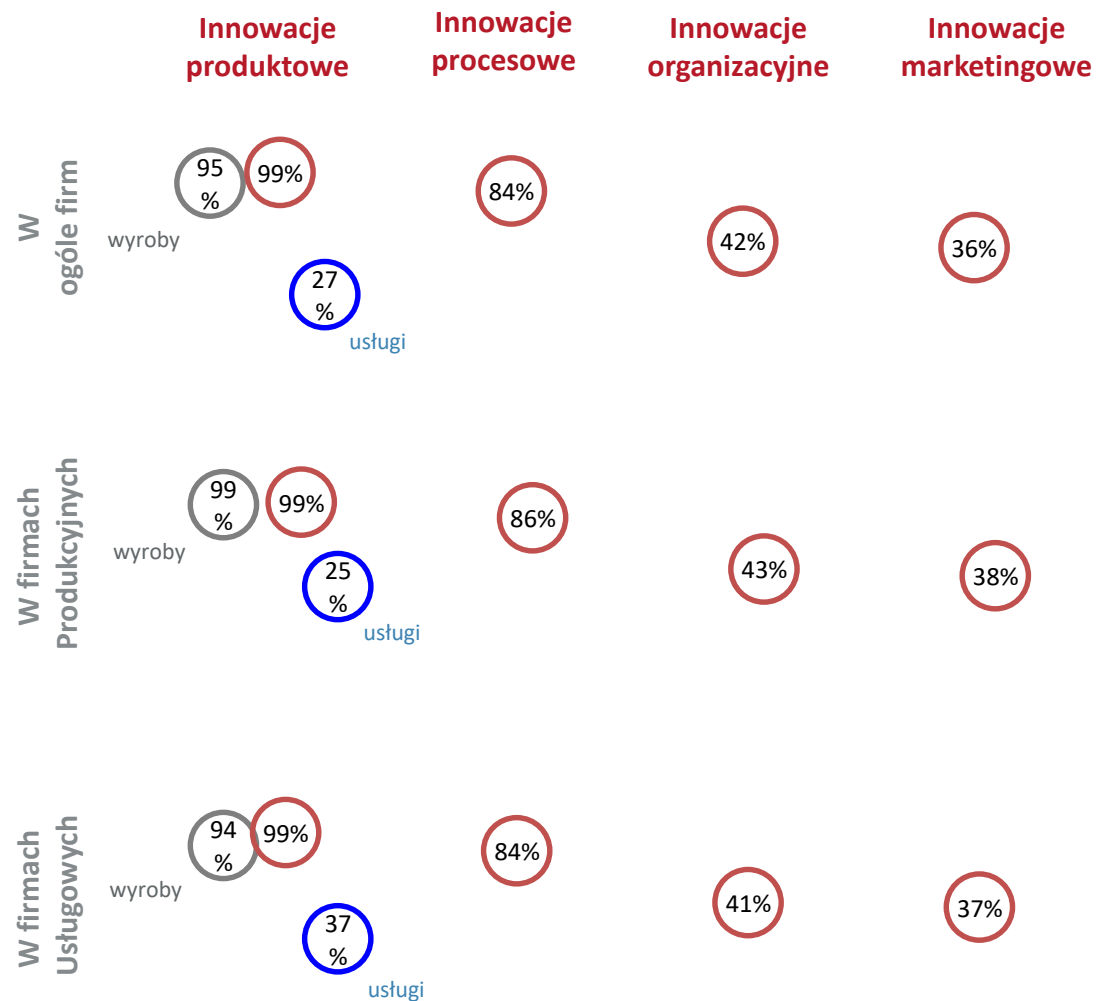 Innowacje
produktowe
Innowacje
procesowe
Innowacje
organizacyjne
Innowacje
marketingowe
W
ogóle firm
95
%
99%
84%
42%
36%
wyroby
27
%
usługi
W firmach
Produkcyjnych
99
%
99%
86%
43%
38%
wyroby
25
%
usługi
W firmach
Usługowych
94
%
99%
84%
41%
37%
wyroby
37
%
usługi